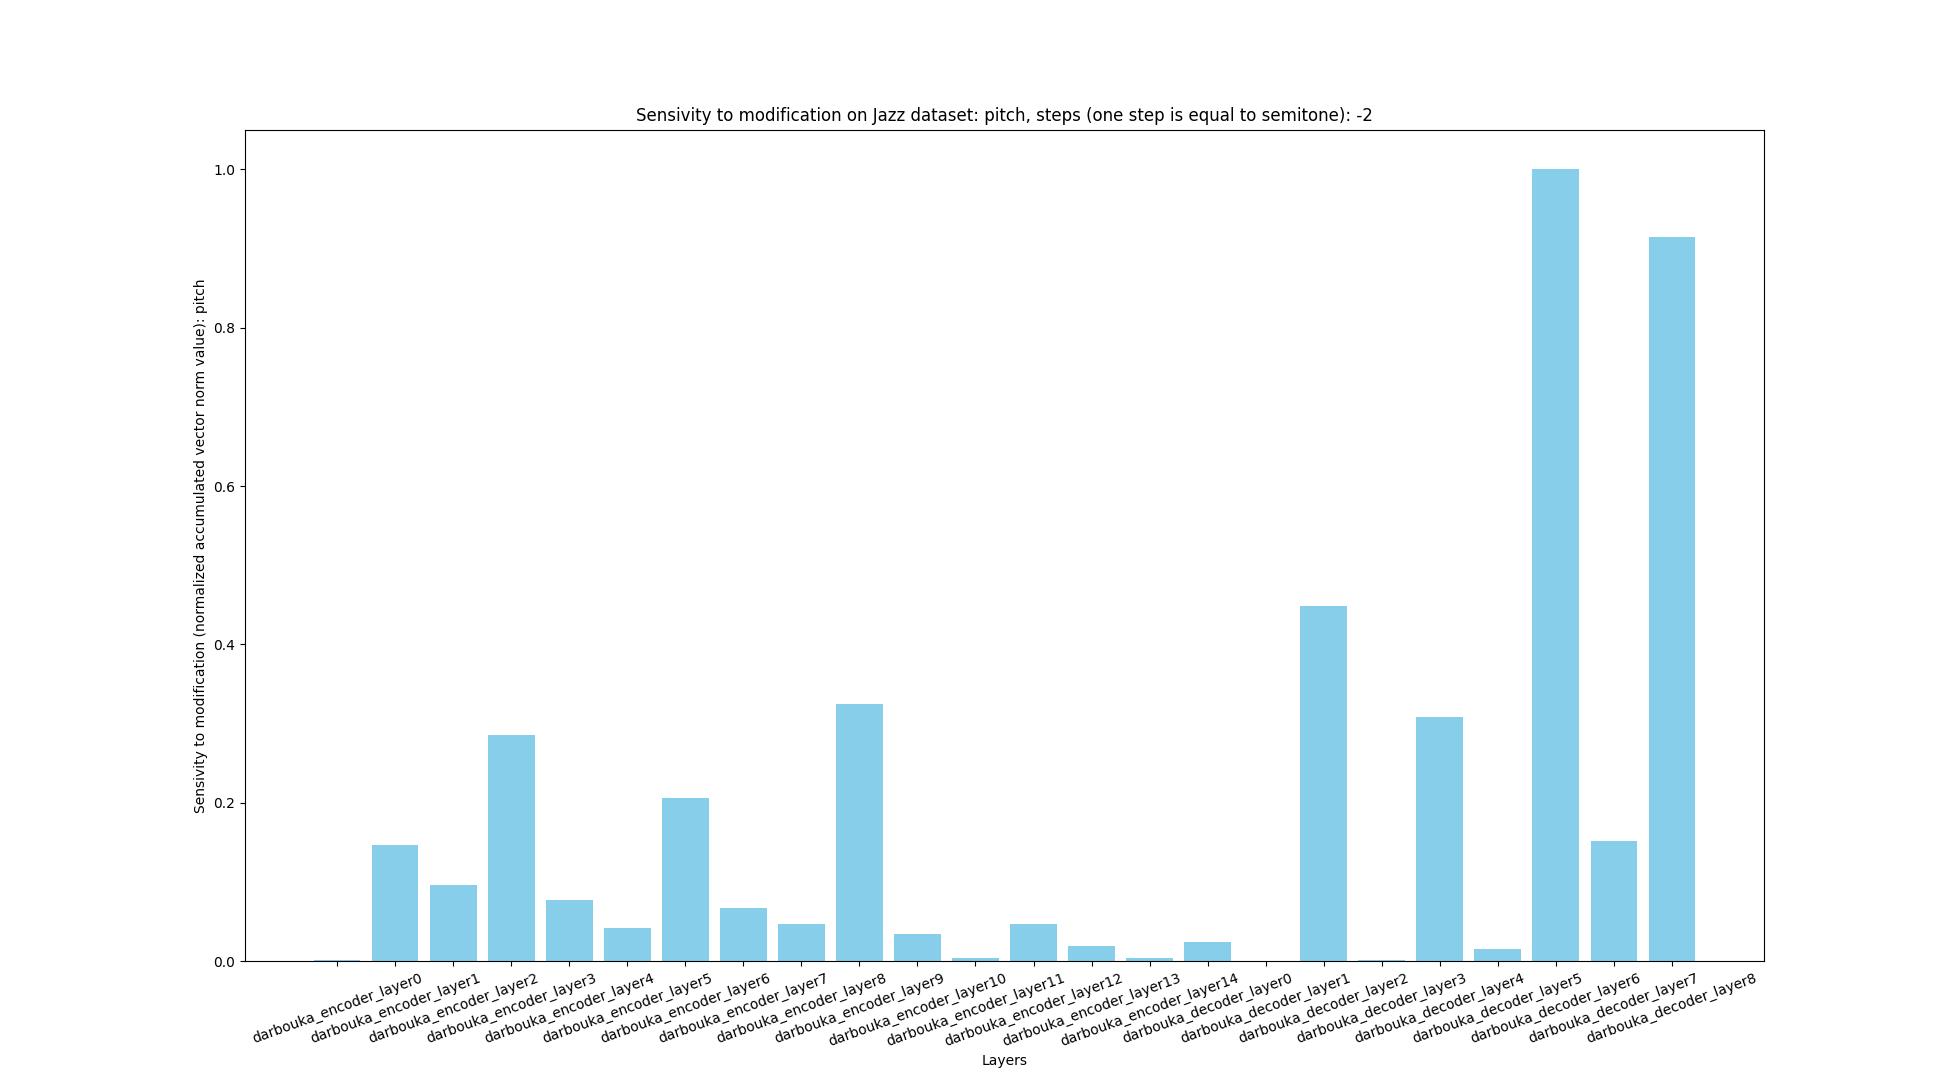 Sensivity to modification on Jazz dataset: pitch, steps (one step is equal to semitone): -2
Sensivity to modification (normalized accumulated vector norm value): pitch
1.0
0.8
0.6
0.4
0.2
0.0
darbouka_encoder_layer0
darbouka_encoder_layer1
darbouka_encoder_layer2
darbouka_encoder_layer3
darbouka_encoder_layer4
darbouka_encoder_layer5
darbouka_encoder_layer6
darbouka_encoder_layer7
darbouka_encoder_layer8
darbouka_encoder_layer9
darbouka_encoder_layer10
darbouka_encoder_layer11
darbouka_encoder_layer12
darbouka_encoder_layer13
darbouka_encoder_layer14
darbouka_decoder_layer0
darbouka_decoder_layer1
darbouka_decoder_layer2
darbouka_decoder_layer3
darbouka_decoder_layer4
darbouka_decoder_layer5
darbouka_decoder_layer6
darbouka_decoder_layer7
darbouka_decoder_layer8
Layers